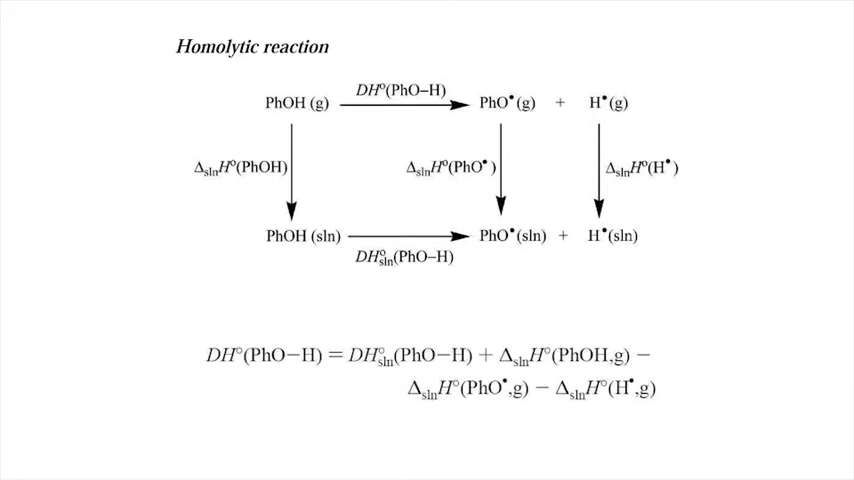 Homolytic reaction
DH°(PhO–H)
PhOH (g) PhO•(g) + H•(g)
ΔslnH°(PhOH) ΔslnH°(PhO•) ΔslnH°(H•)
PhOH (sln) PhO•(sln) + H•(sln)
DH°sln(PhO–H)
DH°(PhO−H) = DH°sln(PhO−H) + ΔslnH°(PhOH,g) −
ΔslnH°(PhO•,g) − ΔslnH°(H•,g)